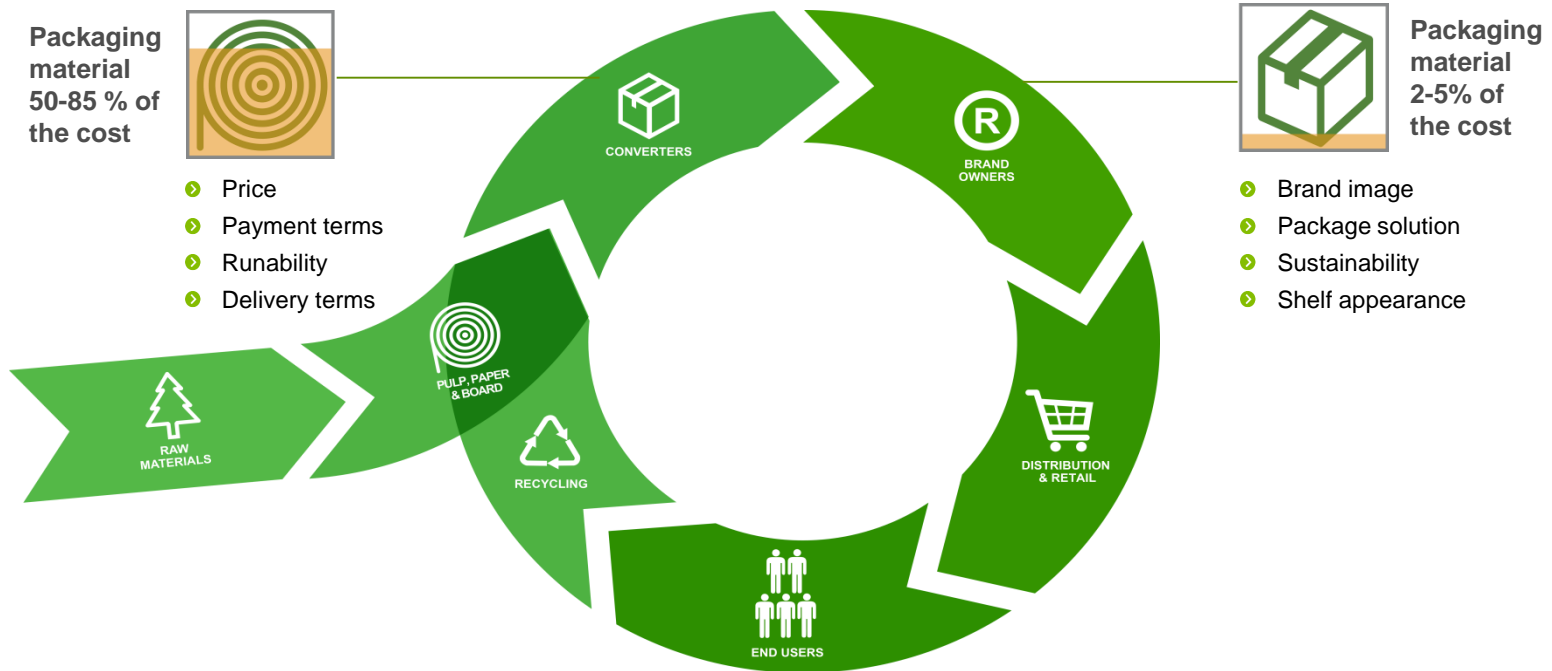 Packaging
material
50-85 % of
the cost
Price
Payment terms
Runability
Delivery terms
RAW
MATERIALS
PULP, PAPER
& BOARD
CONVERTERS
R
BRAND
OWNERS
DISTRIBUTION
& RETAIL
END USERS
RECYCLING
Packaging
material
2-5% of
the cost
Brand image
Package solution
Sustainability
Shelf appearance